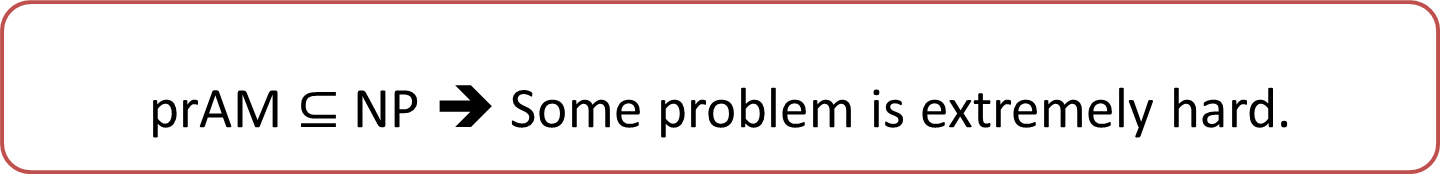 prAM ⊆ NP 🡺 Some problem is extremely hard.